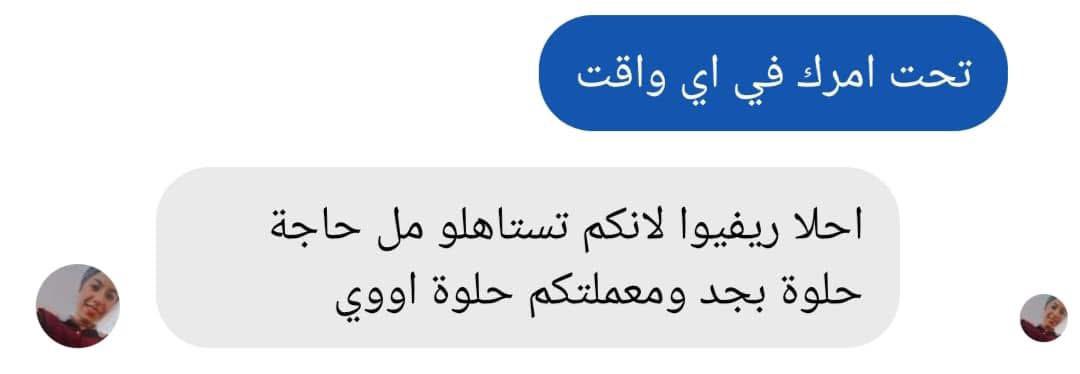 تحت امرك في اي واقت
احلا ريفيوا لانكم تستاهلو مل حاجة
حلوة بجد ومعملتكم حلوة اووي